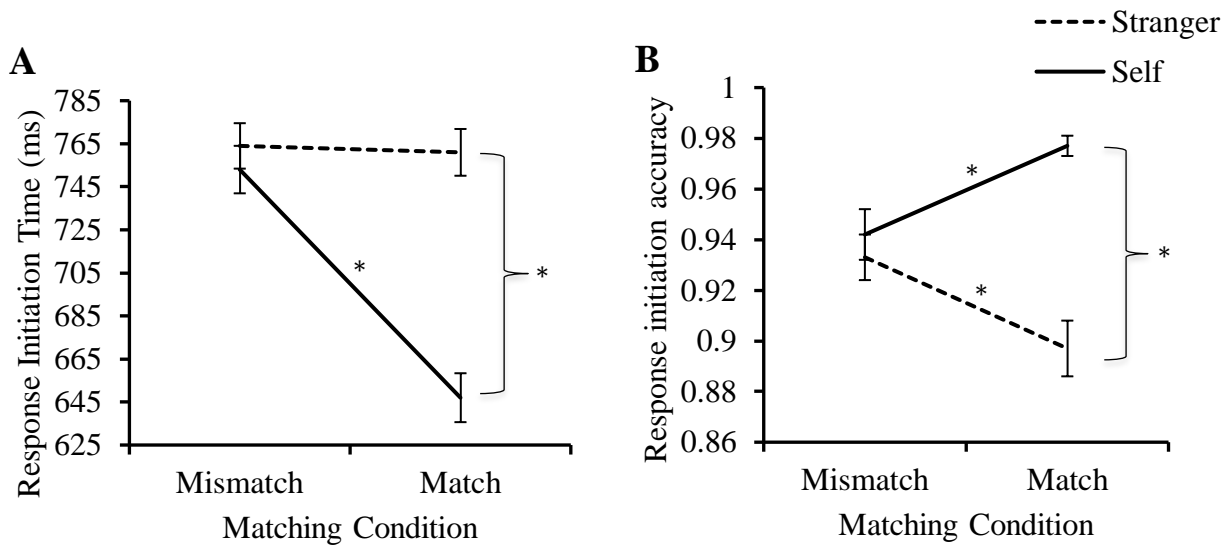 Stranger
Self
A
785
765
745
725
705
685
665
645
625
Response Initiation Time (ms)
*
*
Mismatch
Match
Matching Condition
B
1
0.98
0.96
0.94
0.92
0.9
0.88
0.86
Response initiation accuracy
*
*
*
Mismatch
Match
Matching Condition